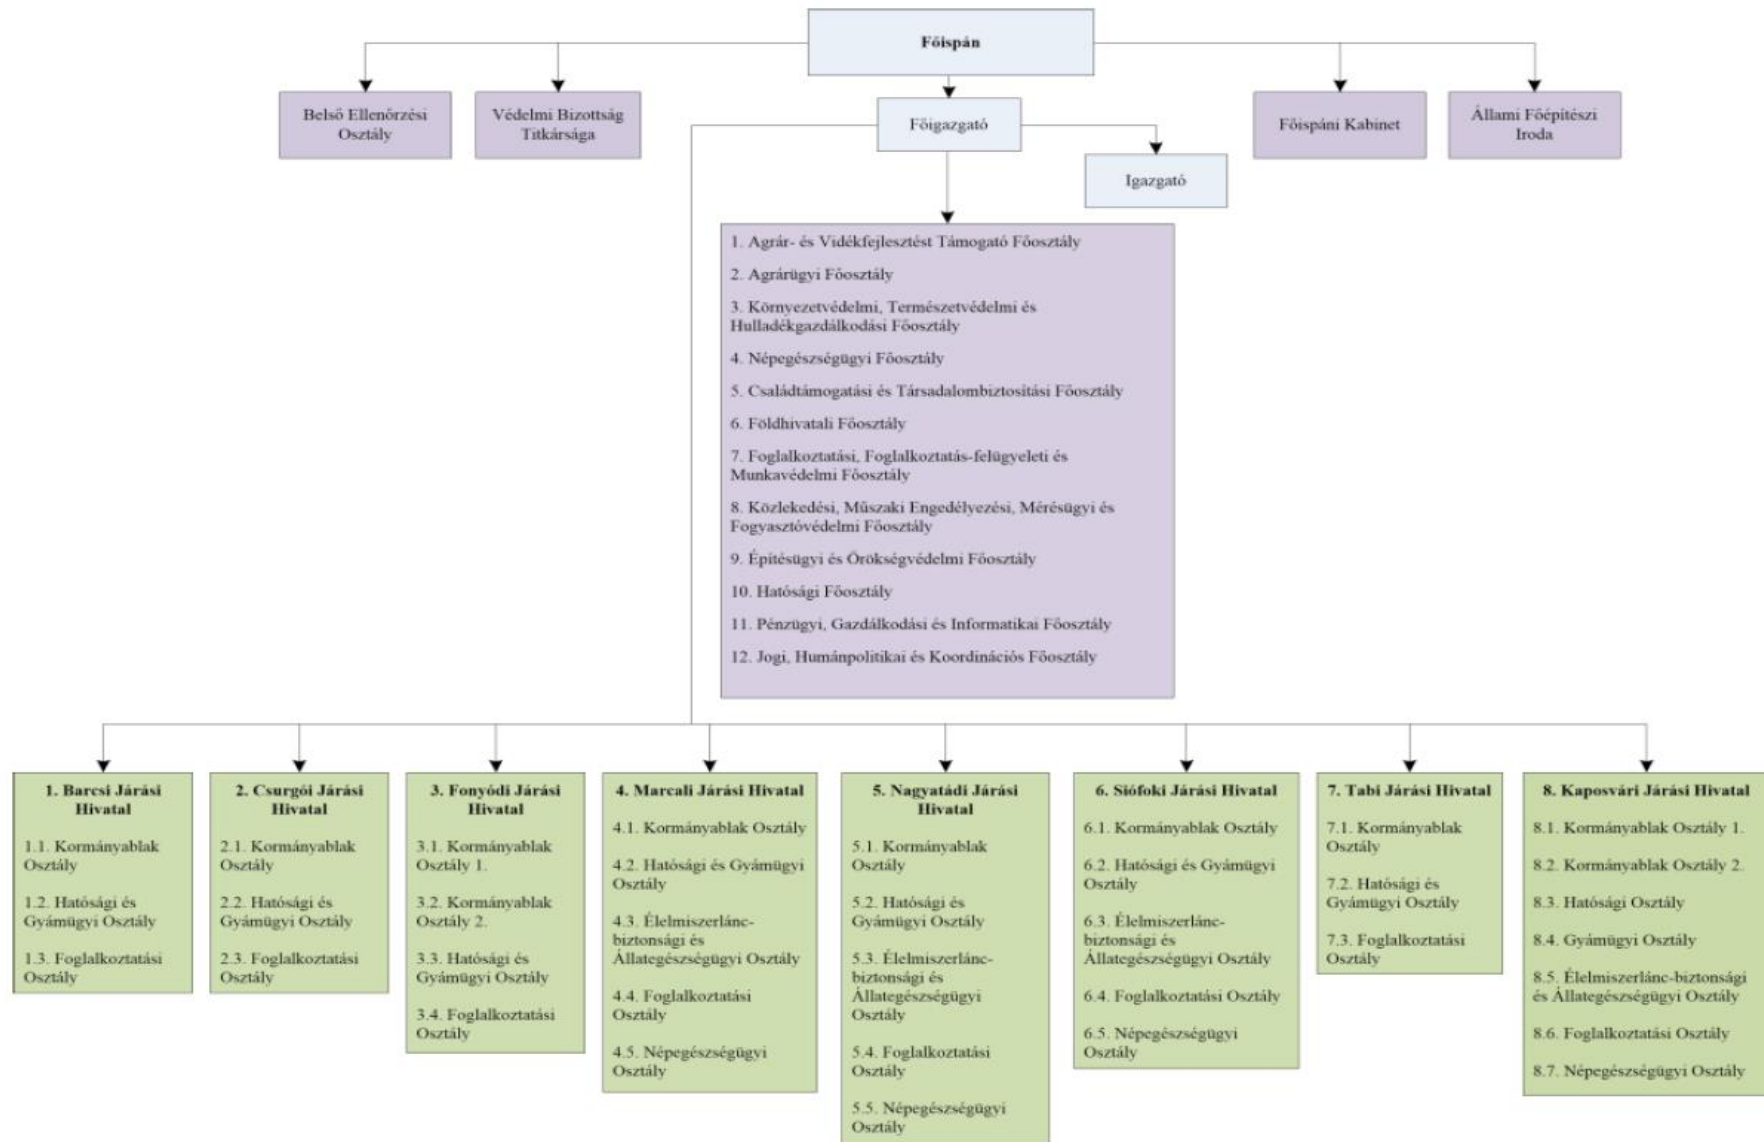 Főispán
Belső Ellenőrzési
Osztály
Védelmi Bizottság
Titkársága
Főigazgató
Igazgató
Főispáni Kabinet
Állami Főépítészi
Iroda
1. Agrár- és Vidékfejlesztést Támogató Főosztály
2. Agrárügyi Főosztály
3. Környezetvédelmi, Természetvédelmi és
Hulladékgazdálkodási Főosztály
4. Népegészségügyi Főosztály
5. Családtámogatási és Társadalombiztosítási Főosztály
6. Földhivatali Főosztály
7. Foglalkoztatási, Foglalkoztatás-felügyeleti és
Munkavédelmi Főosztály
8. Közlekedési, Műszaki Engedélyezési, Mérésügyi és
Fogyasztóvédelmi Főosztály
9. Építésügyi és Örökségvédelmi Főosztály
10. Hatósági Főosztály
11. Pénzügyi, Gazdálkodási és Informatikai Főosztály
12. Jogi, Humánpolitikai és Koordinációs Főosztály
1. Barcsi Járási
Hivatal
1.1. Kormányablak
Osztály
1.2. Hatósági és
Gyámügyi Osztály
1.3. Foglalkoztatási
Osztály
2. Csurgói Járási
Hivatal
2.1. Kormányablak
Osztály
2.2. Hatósági és
Gyámügyi Osztály
2.3. Foglalkoztatási
Osztály
3. Fonyódi Járási
Hivatal
3.1. Kormányablak
Osztály 1.
3.2. Kormányablak
Osztály 2.
3.3. Hatósági és
Gyámügyi Osztály
3.4. Foglalkoztatási
Osztály
4. Marcali Járási Hivatal
4.1. Kormányablak Osztály
4.2. Hatósági és Gyámügyi
Osztály
4.3. Élelmiszerlánc-
biztonsági és
Állategészségügyi Osztály
4.4. Foglalkoztatási
Osztály
4.5. Népegészségügyi
Osztály
5. Nagyatádi Járási
Hivatal
5.1. Kormányablak
Osztály
5.2. Hatósági és
Gyámügyi Osztály
5.3. Élelmiszerlánc-
biztonsági és
Állategészségügyi
Osztály
5.4. Foglalkoztatási
Osztály
5.5. Népegészségügyi
Osztály
6. Siófoki Járási Hivatal
6.1. Kormányablak Osztály
6.2. Hatósági és Gyámügyi
Osztály
6.3. Élelmiszerlánc-
biztonsági és
Állategészségügyi Osztály
6.4. Foglalkoztatási Osztály
6.5. Népegészségügyi
Osztály
7. Tabi Járási Hivatal
7.1. Kormányablak
Osztály
7.2. Hatósági és
Gyámügyi Osztály
7.3. Foglalkoztatási
Osztály
8. Kaposvári Járási Hivatal
8.1. Kormányablak Osztály 1.
8.2. Kormányablak Osztály 2.
8.3. Hatósági Osztály
8.4. Gyámügyi Osztály
8.5. Élelmiszerlánc-biztonsági
és Állategészségügyi Osztály
8.6. Foglalkoztatási Osztály
8.7. Népegészségügyi Osztály